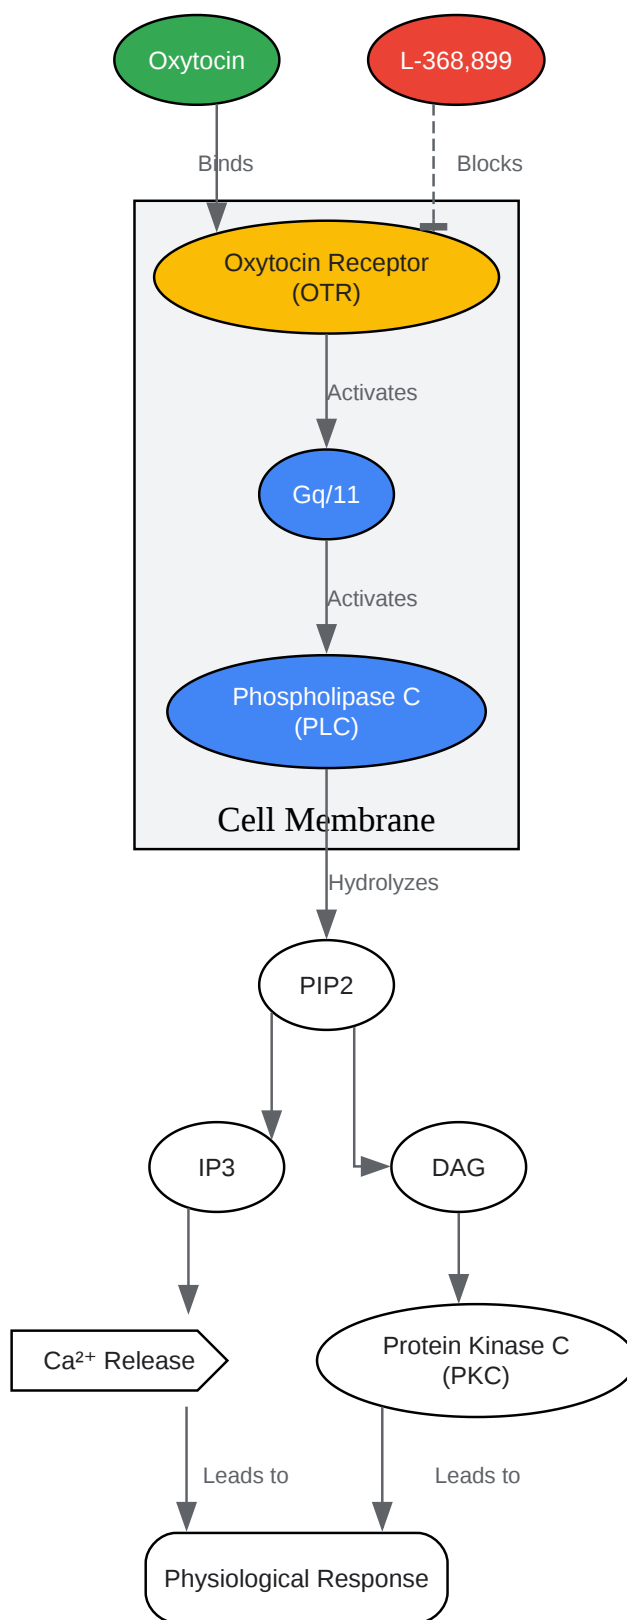 Oxytocin
L-368,899
Binds
Blocks
Oxytocin Receptor
(OTR)
Activates
Gq/11
Activates
Phospholipase C
(PLC)
Cell Membrane
Hydrolyzes
PIP2
IP3
DAG
Ca²⁺ Release
Protein Kinase C
(PKC)
Leads to
Leads to
Physiological Response